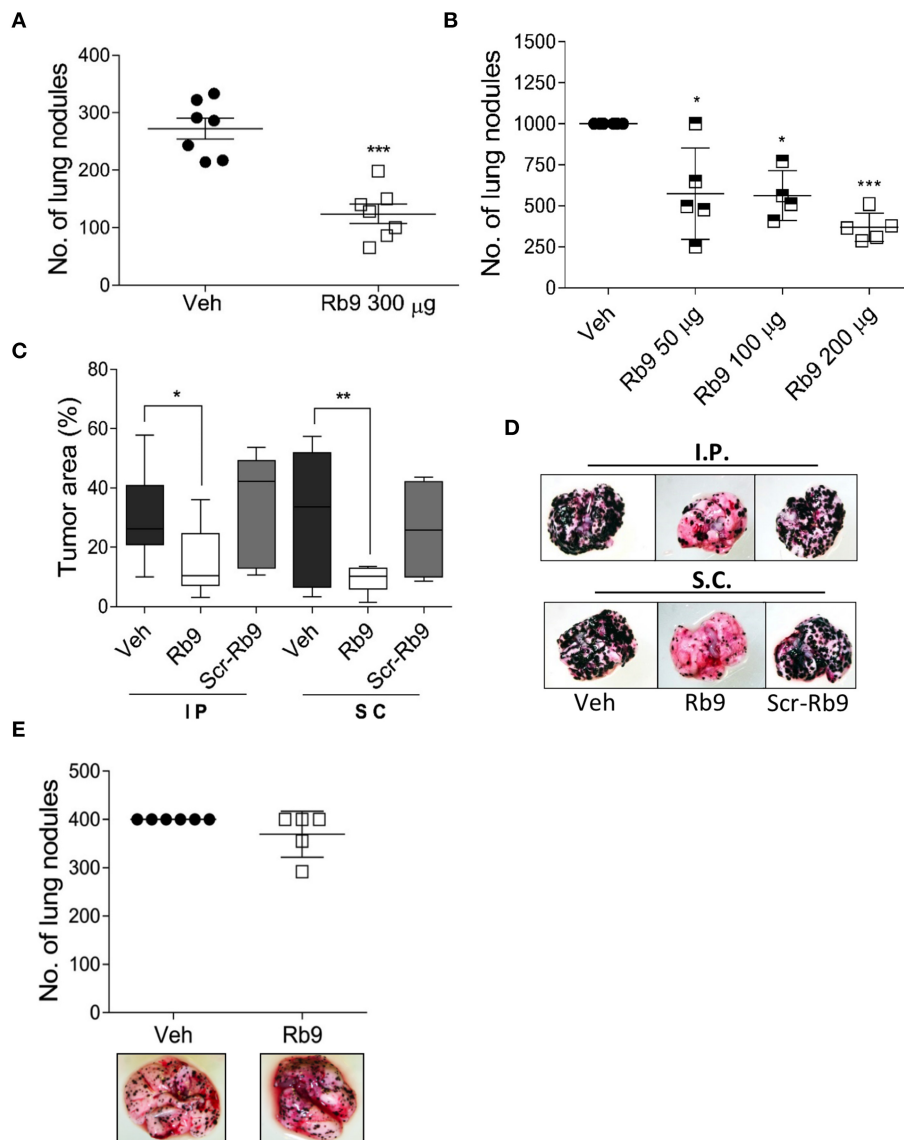 A
No. of lung nodules
400
300
200
100
0
***
Veh
Rb9 300 μg
B
No. of lung nodules
1500
1250
1000
750
500
250
0
*
*
***
Veh
Rb9 50 μg
Rb9 100 μg
Rb9 200 μg
C
Tumor area (%)
80
60
40
20
0
*
**
Veh
Rb9
Scr-Rb9
Veh
Rb9
Scr-Rb9
I P
S C
D
I.P.
S.C.
Veh
Rb9
Scr-Rb9
E
No. of lung nodules
500
400
300
200
100
0
Veh
Rb9